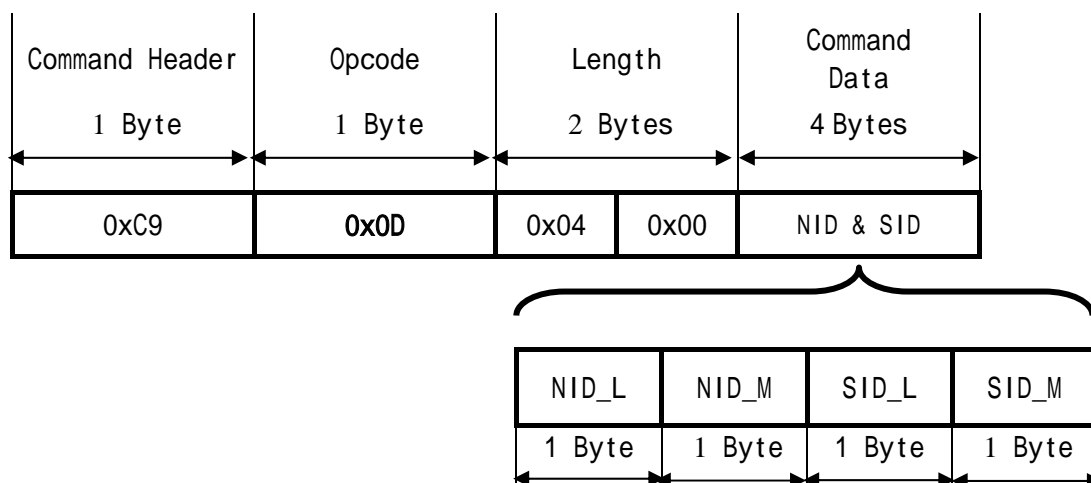 Command Header Opcode Length Command Data
1 Byte 1 Byte 2 Bytes 4 Bytes
0xC9 0x0D 0x04 0x00 NID & SID
NID_L NID_M SID_L SID_M
1 Byte 1 Byte 1 Byte 1 Byte